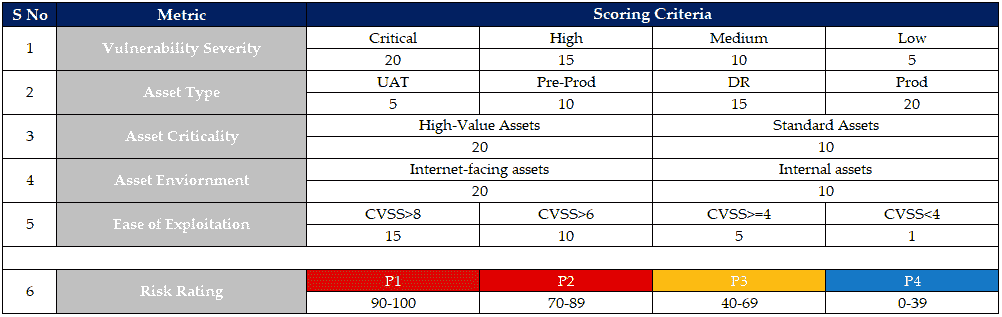 S No Metric Scoring Criteria
1 Vulnerability Severity Critical High Medium Low
20 15 10 5
2 Asset Type UAT Pre-Prod DR Prod
5 10 15 20
3 Asset Criticality High-Value Assets Standard Assets
20 10
4 Asset Enviornment Internet-facing assets Internal assets
20 10
5 Ease of Exploitation CVSS>8 CVSS>6 CVSS>=4 CVSS<4
15 10 5 1
6 Risk Rating P1 P2 P3 P4
90-100 70-89 40-69 0-39